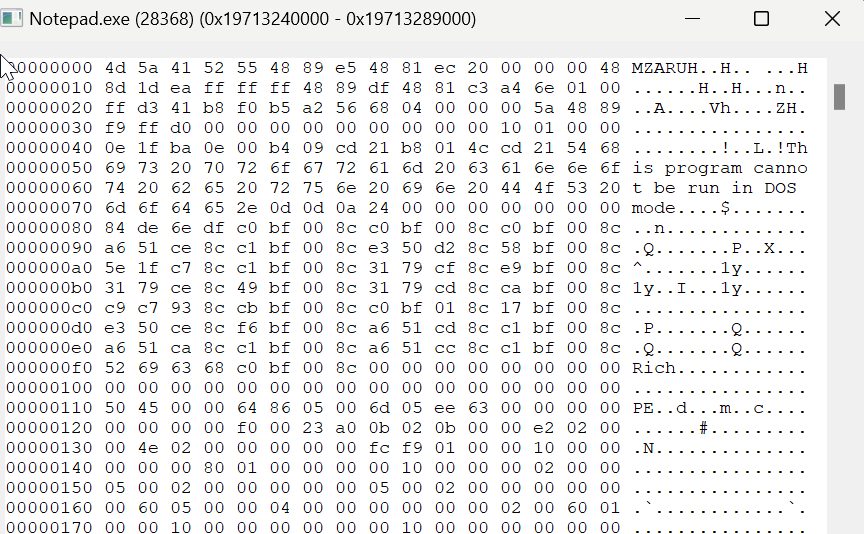 Notepad.exe (28368) (0x19713240000 - 0x19713289000)
00000000 4d 5a 41 52 55 48 89 e5 48 81 ec 20 00 00 00 48 MZARUH..H.. ...H
00000010 8d 1d ea ff ff ff 48 89 df 48 81 c3 a4 6e 01 00 ......H..H...n..
00000020 ff d3 41 b8 f0 b5 a2 56 68 04 00 00 00 5a 48 89 ..A....Vh....ZH.
00000030 f9 ff d0 00 00 00 00 00 00 00 00 00 10 01 00 00 ................
00000040 0e 1f ba 0e 00 b4 09 cd 21 b8 01 4c cd 21 54 68 ........!..L.!Th
00000050 69 73 20 70 72 6f 67 72 61 6d 20 63 61 6e 6e 6f is program canno
00000060 74 20 62 65 20 72 75 6e 20 69 6e 20 44 4f 53 20 t be run in DOS
00000070 6d 6f 64 65 2e 0d 0d 0a 24 00 00 00 00 00 00 00 mode....$.......
00000080 84 de 6e df c0 bf 00 8c c0 bf 00 8c c0 bf 00 8c ..n.............
00000090 a6 51 ce 8c c1 bf 00 8c e3 50 d2 8c 58 bf 00 8c .Q.......P..X...
000000a0 5e 1f c7 8c c1 bf 00 8c 31 79 cf 8c e9 bf 00 8c ^.......1y......
000000b0 31 79 ce 8c 49 bf 00 8c 31 79 cd 8c ca bf 00 8c 1y..I...1y......
000000c0 c9 c7 93 8c cb bf 00 8c c0 bf 01 8c 17 bf 00 8c ................
000000d0 e3 50 ce 8c f6 bf 00 8c a6 51 cd 8c c1 bf 00 8c .P.......Q......
000000e0 a6 51 ca 8c c1 bf 00 8c a6 51 cc 8c c1 bf 00 8c .Q.......Q......
000000f0 52 69 63 68 c0 bf 00 8c 00 00 00 00 00 00 00 00 Rich............
00000100 00 00 00 00 00 00 00 00 00 00 00 00 00 00 00 00 ................
00000110 50 45 00 00 64 86 05 00 6d 05 ee 63 00 00 00 00 PE..d...m..c....
00000120 00 00 00 00 f0 00 23 a0 0b 02 0b 00 00 e2 02 00 ......#.........
00000130 00 4e 02 00 00 00 00 00 fc f9 01 00 00 10 00 00 .N..............
00000140 00 00 00 80 01 00 00 00 00 10 00 00 00 02 00 00 ................
00000150 05 00 02 00 00 00 00 00 05 00 02 00 00 00 00 00 ................
00000160 00 60 05 00 00 04 00 00 00 00 00 00 02 00 60 01 .`............`.
00000170 00 00 10 00 00 00 00 00 00 10 00 00 00 00 00 00 ................